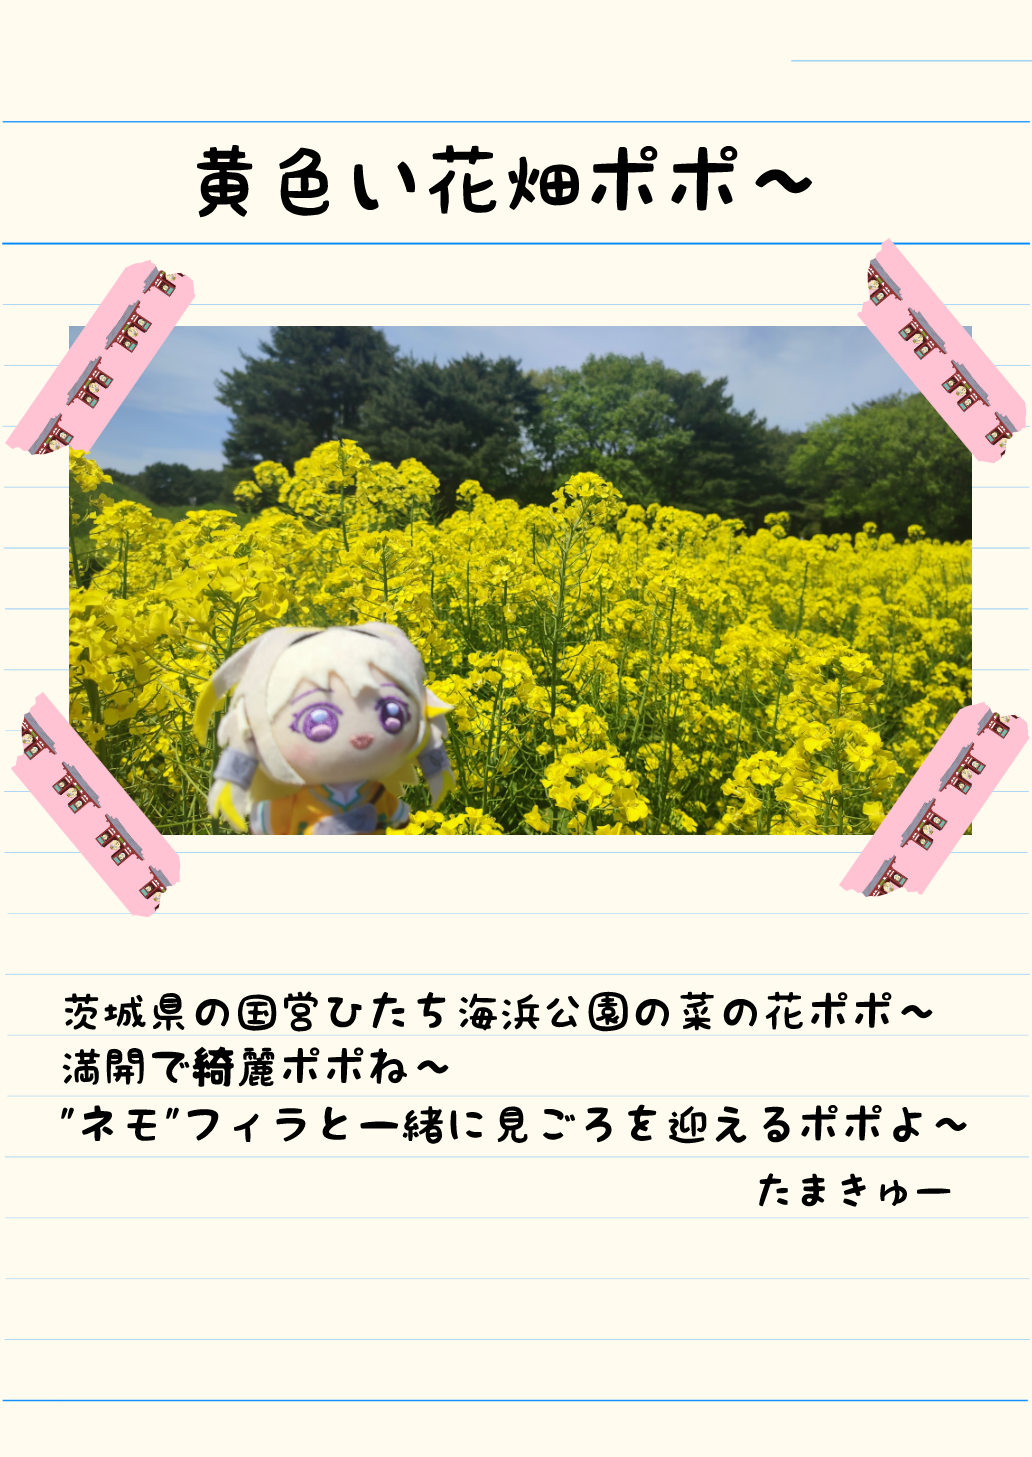 黄色い花畑ポポ～
茨城県の国営ひたち海浜公園の菜の花ポポ～
満開で綺麗ポポね～
"ネモ"フィラと一緒に見ごろを迎えるポポよ～
たまきゅー